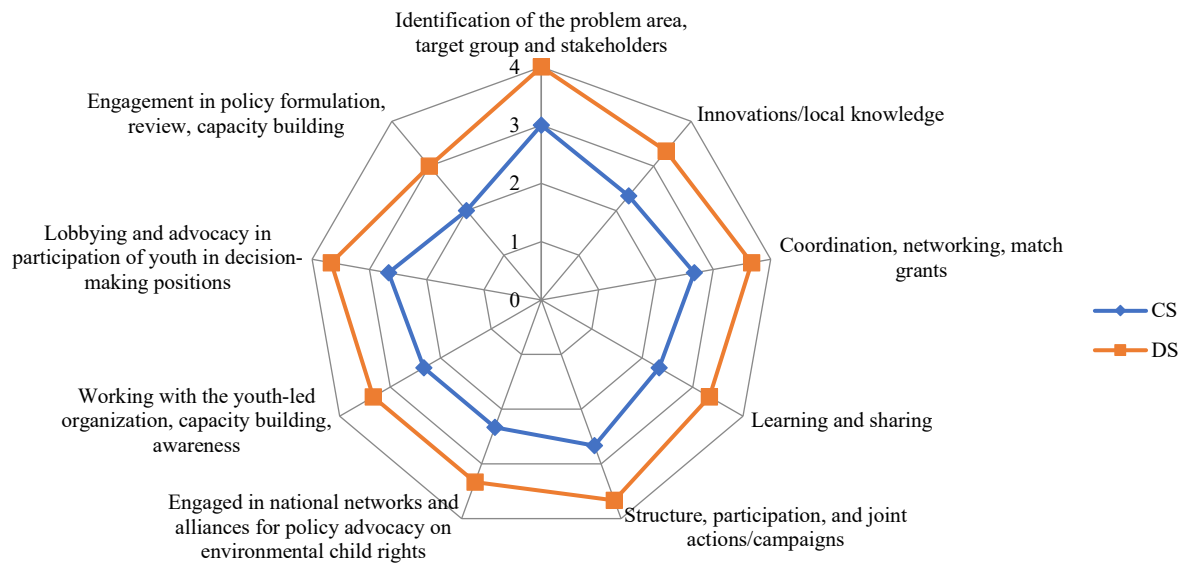 Identification of the problem area,
target group and stakeholders
4
3
2
1
0
Innovations/local knowledge
Coordination, networking, match
grants
Learning and sharing
Structure, participation, and joint
actions/campaigns
Engaged in national networks and
alliances for policy advocacy on
environmental child rights
Working with the youth-led
organization, capacity building,
awareness
Lobbying and advocacy in
participation of youth in decision-
making positions
Engagement in policy formulation,
review, capacity building
CS
DS